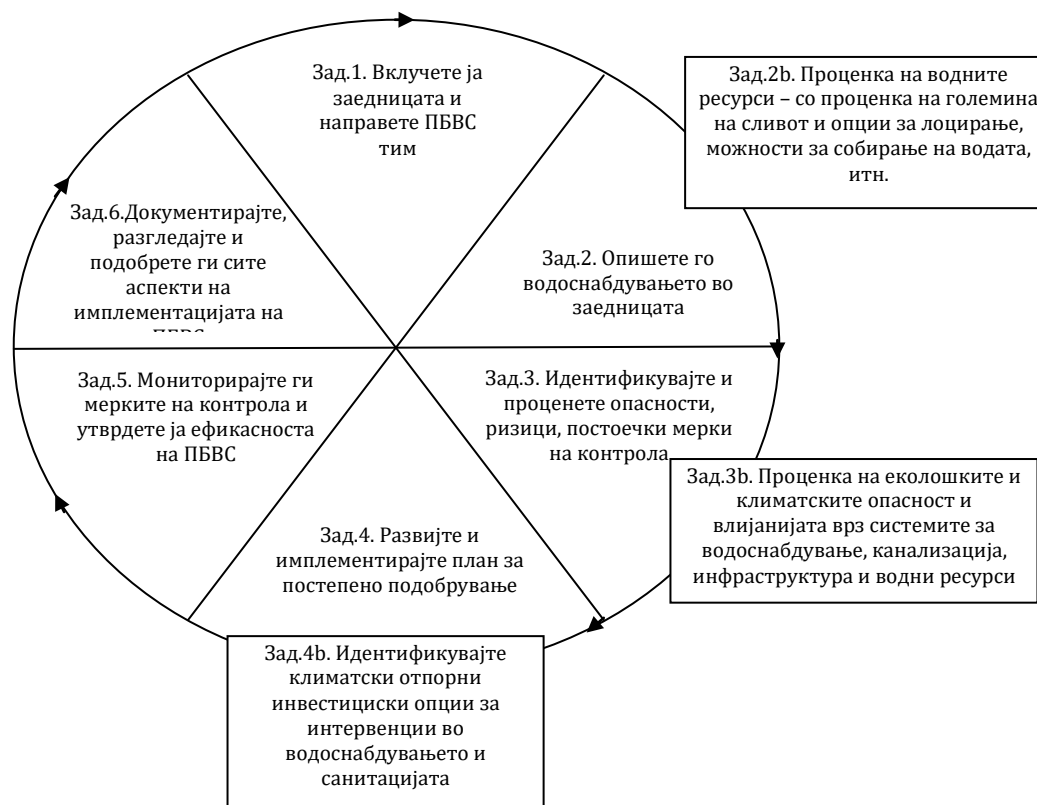 Зад.1. Вклучете ја
заедницата и
направете ПБВС
тим
Зад.2b. Проценка на водните
ресурси – со проценка на големина
на сливот и опции за лоцирање,
можности за собирање на водата,
итн.
Зад.2. Опишете го
водоснабдувањето во
заедницата
Зад.3. Идентификувајте и
проценете опасности,
ризици, постоечки мерки
на контрола
Зад.3b. Проценка на еколошките и
климатските опасност и
влијанијата врз системите за
водоснабдување, канализација,
инфраструктура и водни ресурси
Зад.4. Развијте и
имплементирајте план за
постепено подобрување
Зад.4b. Идентификувајте
климатски отпорни
инвестициски опции за
интервенции во
водоснабдувањето и
санитацијата
Зад.5. Мониторирајте ги
мерките на контрола и
утврдете ја ефикасноста
на ПБВС
Зад.6.Документирајте,
разгледајте и
подобрете ги сите
аспекти на
имплементацијата на